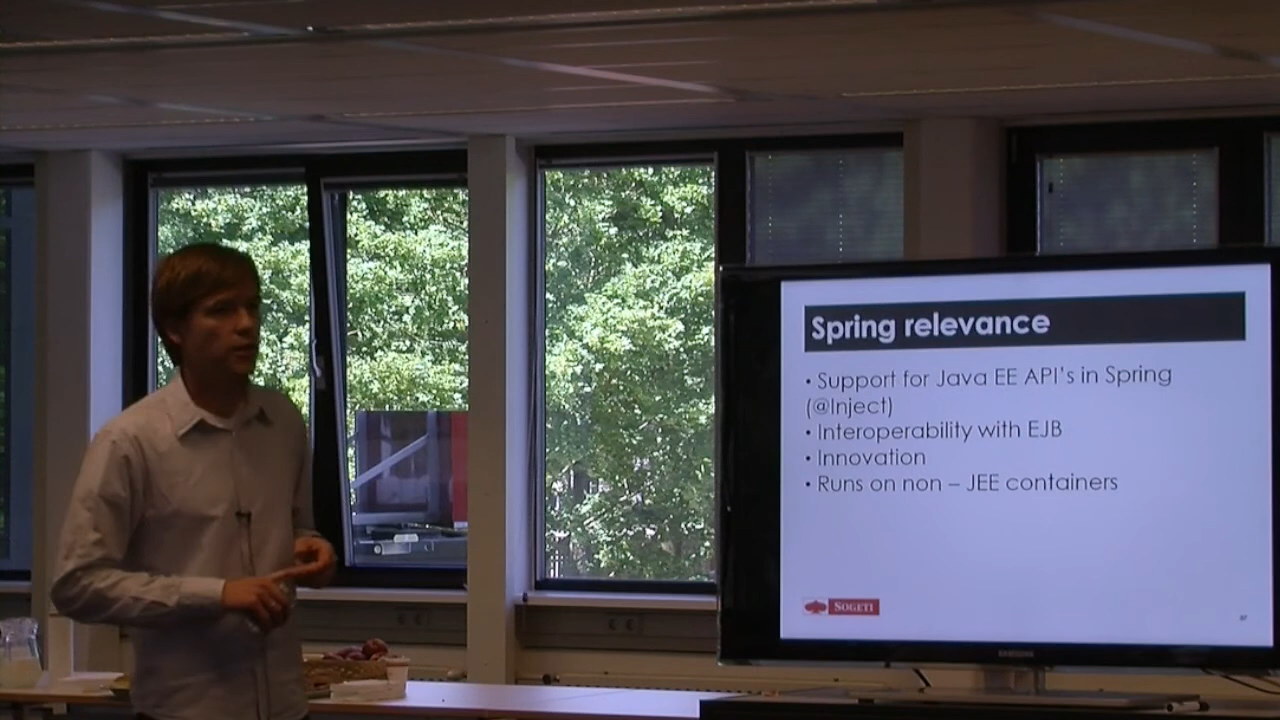 Spring relevance
• Support for Java EE API's in Spring
(@Inject)
• Interoperability with EJB
• Innovation
• Runs on non – JEE containers
SOGETI
SAMSUNG